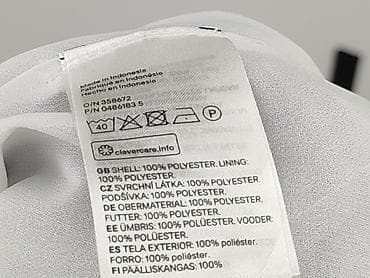 Made in Indonesia
Fabriqué en Indonésie
Hecho en Indonesia
O/N 358672
P/N 0486183.5
40 P
clevercare.info
GB SHELL: 100% POLYESTER. LINING:
100% POLYESTER.
CZ SVRCHNÍ LÁTKA: 100% POLYESTER.
PODŠÍVKA: 100% POLYESTER.
DE OBERMATERIAL: 100% POLYESTER.
FUTTER: 100% POLYESTER.
EE ÜMBRIS: 100% POLÜESTER. VOODER:
100% POLÜESTER.
ES TELA EXTERIOR: 100% poliéster.
FORRO: 100% poliéster.
FI PÄÄLLISKANGAS: 100%